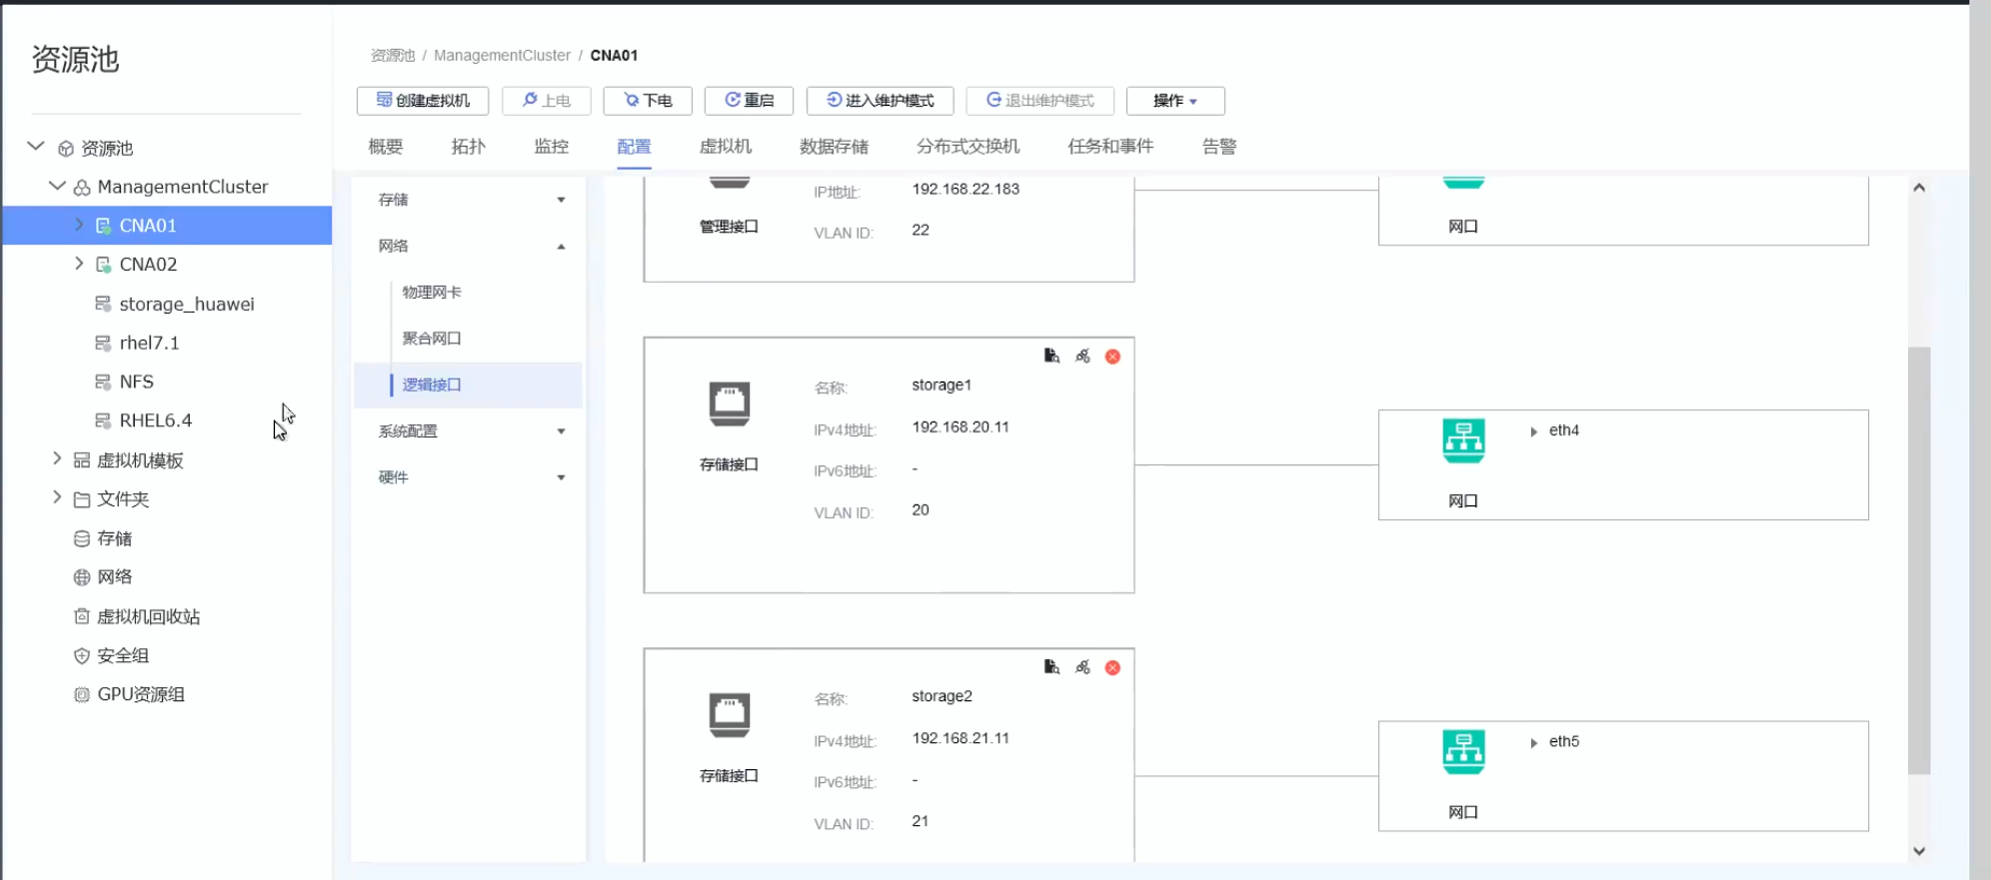 资源池
资源池
ManagementCluster
CNA01
CNA02
storage_huawei
rhel7.1
NFS
RHEL6.4
虚拟机模板
文件夹
存储
网络
虚拟机回收站
安全组
GPU资源组
资源池 / ManagementCluster / CNA01
创建虚拟机 上电 下电 重启 进入维护模式 退出维护模式 操作
概要 拓扑 监控 配置 虚拟机 数据存储 分布式交换机 任务和事件 告警
存储
网络
物理网卡
聚合网口
逻辑接口
系统配置
硬件
管理接口
IP地址: 192.168.22.183
VLAN ID: 22
网口
存储接口
名称: storage1
IPv4地址: 192.168.20.11
IPv6地址: -
VLAN ID: 20
eth4
网口
存储接口
名称: storage2
IPv4地址: 192.168.21.11
IPv6地址: -
VLAN ID: 21
eth5
网口